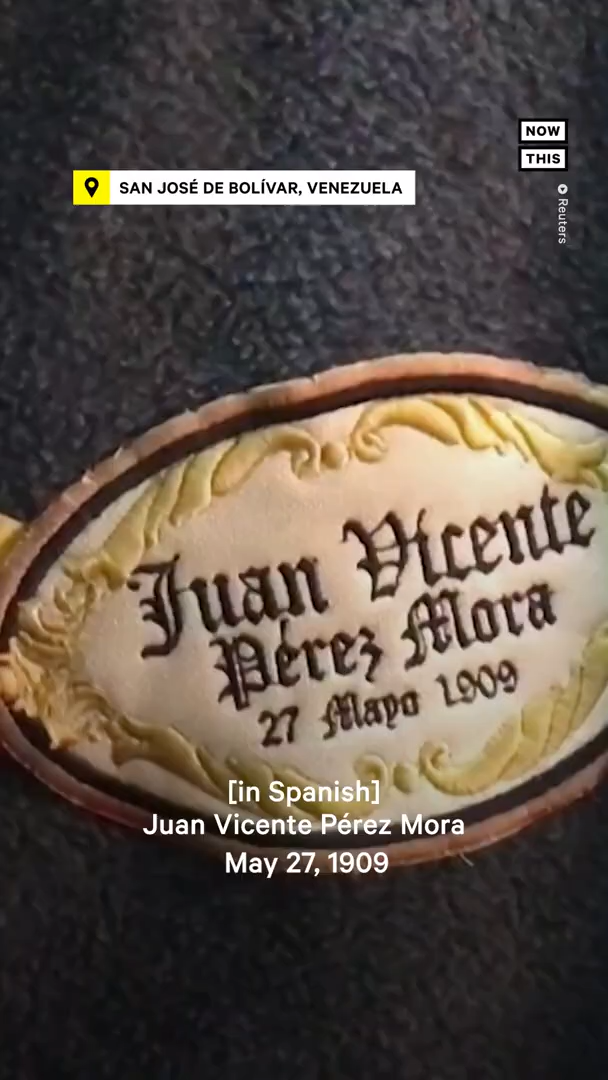 NOW
THIS
SAN JOSÉ DE BOLÍVAR, VENEZUELA
Reuters
Juan Vicente
Pérez Mora
27 Mayo 1909
[in Spanish]
Juan Vicente Pérez Mora
May 27, 1909